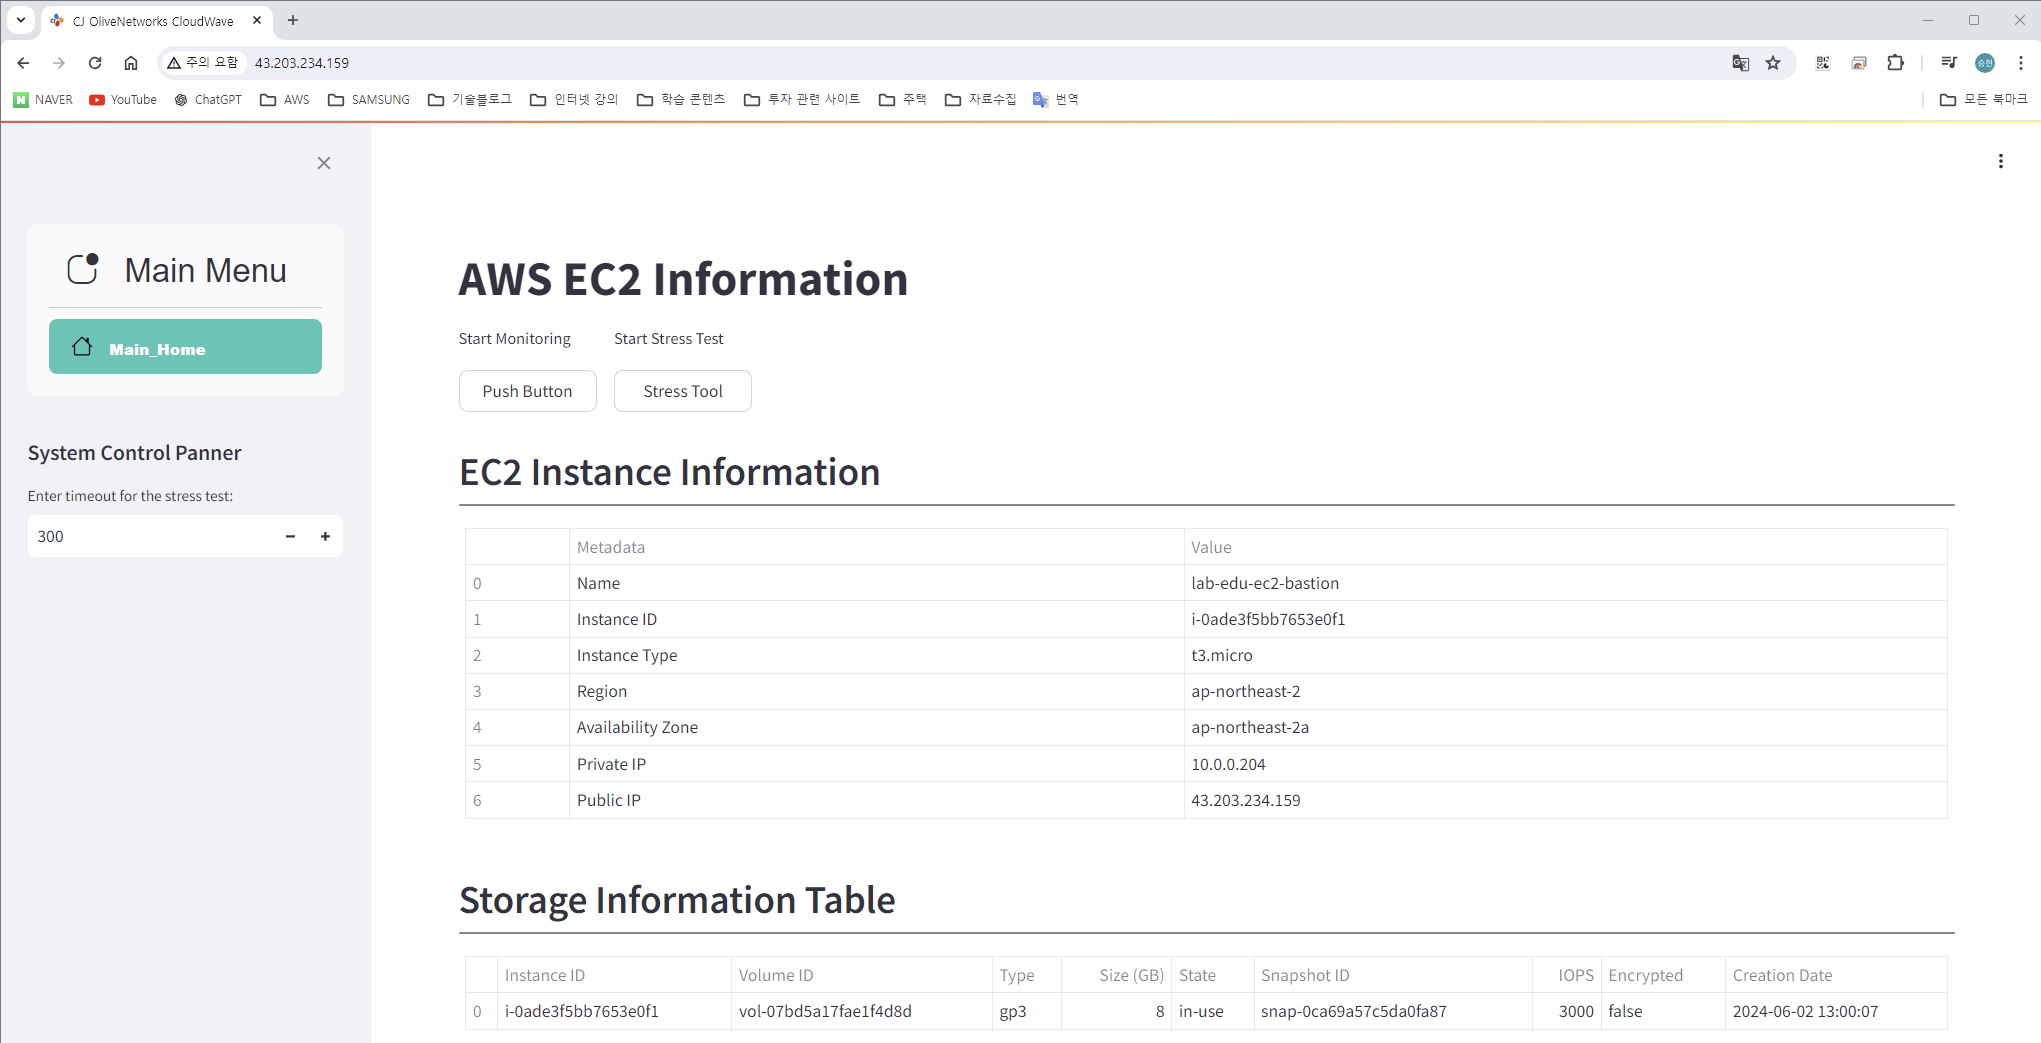 CJ OliveNetworks CloudWave
주의 요함 43.203.234.159
NAVER YouTube ChatGPT AWS SAMSUNG 기술블로그 인터넷 강의 학습 콘텐츠 투자 관련 사이트 주택 자료수집 번역 모든 북마크
Main Menu
Main_Home
System Control Panner
Enter timeout for the stress test:
300
AWS EC2 Information
Start Monitoring Start Stress Test
Push Button Stress Tool
EC2 Instance Information
Metadata Value
0 Name lab-edu-ec2-bastion
1 Instance ID i-0ade3f5bb7653e0f1
2 Instance Type t3.micro
3 Region ap-northeast-2
4 Availability Zone ap-northeast-2a
5 Private IP 10.0.0.204
6 Public IP 43.203.234.159
Storage Information Table
Instance ID Volume ID Type Size (GB) State Snapshot ID IOPS Encrypted Creation Date
0 i-0ade3f5bb7653e0f1 vol-07bd5a17fae1f4d8d gp3 8 in-use snap-0ca69a57c5da0fa87 3000 false 2024-06-02 13:00:07